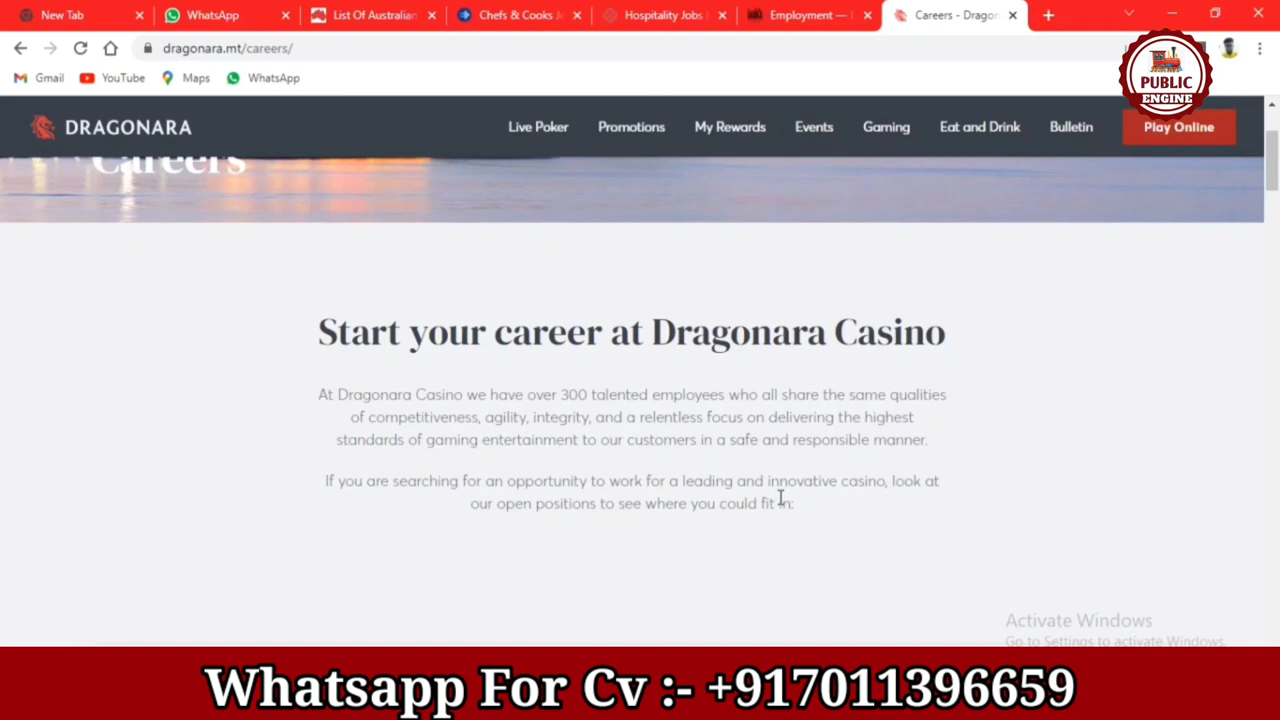 New Tab
WhatsApp
List Of Australian
Chefs & Cooks J
Hospitality Jobs
Employment —
Careers - Dragon
dragonara.mt/careers/
Gmail
YouTube
Maps
WhatsApp
PUBLIC
ENGINE
DRAGONARA
Live Poker
Promotions
My Rewards
Events
Gaming
Eat and Drink
Bulletin
Play Online
Careers
Start your career at Dragonara Casino
At Dragonara Casino we have over 300 talented employees who all share the same qualities
of competitiveness, agility, integrity, and a relentless focus on delivering the highest
standards of gaming entertainment to our customers in a safe and responsible manner.
If you are searching for an opportunity to work for a leading and innovative casino, look at
our open positions to see where you could fit in:
Activate Windows
Go to Settings to activate Windows.
Whatsapp For Cv :- +917011396659